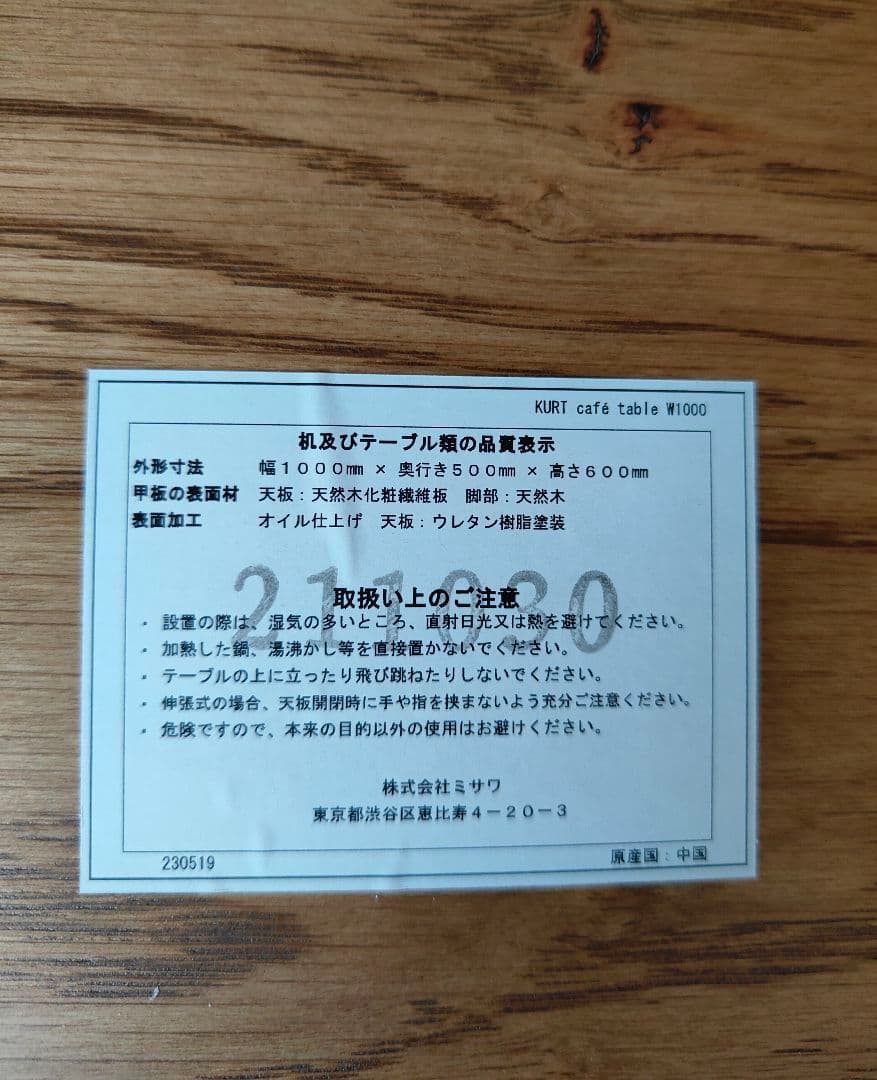 KURT café table W1000
机及びテーブル類の品質表示
外形寸法 幅1000㎜ × 奥行き500㎜ × 高さ600㎜
甲板の表面材 天板：天然木化粧繊維板 脚部：天然木
表面加工 オイル仕上げ 天板：ウレタン樹脂塗装
211030
取扱い上のご注意
・ 設置の際は、湿気の多いところ、直射日光又は熱を避けてください。
・ 加熱した鍋、湯沸かし等を直接置かないでください。
・ テーブルの上に立ったり飛び跳ねたりしないでください。
・ 伸張式の場合、天板開閉時に手や指を挟まないよう充分ご注意ください。
・ 危険ですので、本来の目的以外の使用はお避けください。
株式会社ミサワ
東京都渋谷区恵比寿４－２０－３
230519
原産国：中国